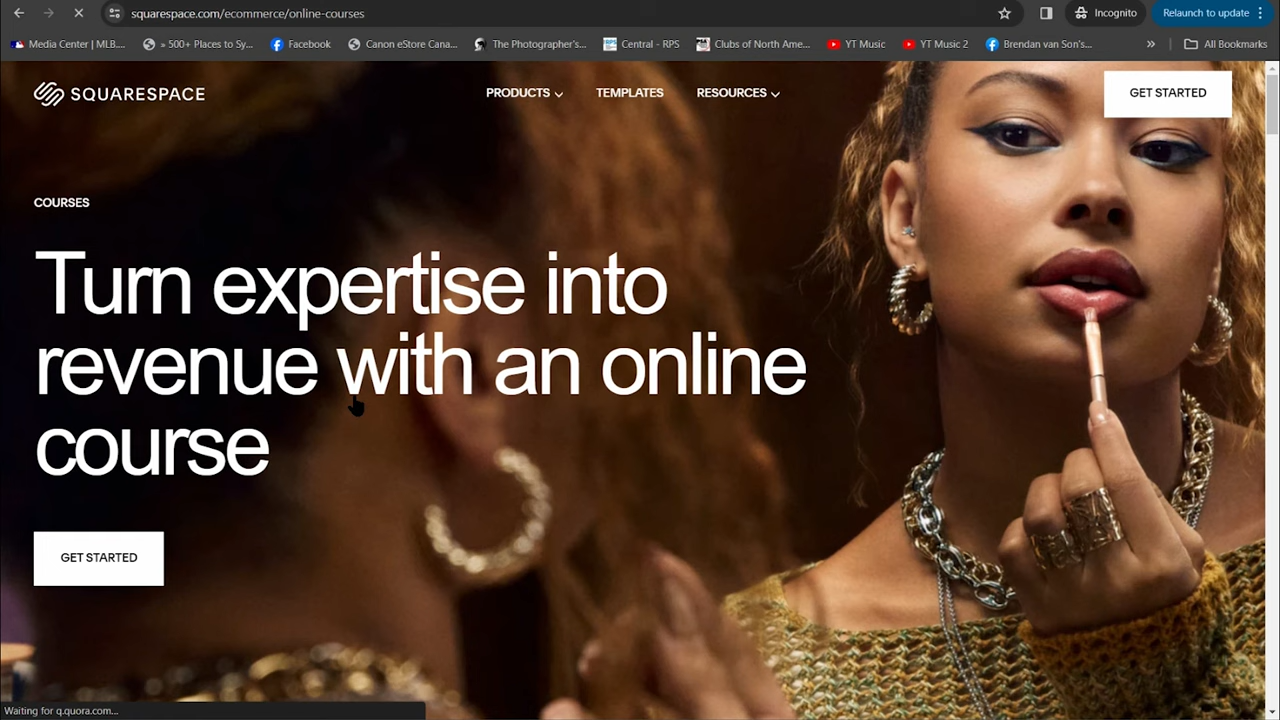 squarespace.com/ecommerce/online-courses
Incognito
Relaunch to update
Media Center | MLB....
» 300+ Places to Sy...
Facebook
Canon eStore Cana...
The Photographer's...
Central - RPS
Clubs of North Ame...
YT Music
YT Music 2
Brendan van Son's...
»
All Bookmarks
SQUARESPACE
PRODUCTS
TEMPLATES
RESOURCES
GET STARTED
COURSES
Turn expertise into
revenue with an online
course
GET STARTED
Waiting for q.quora.com...